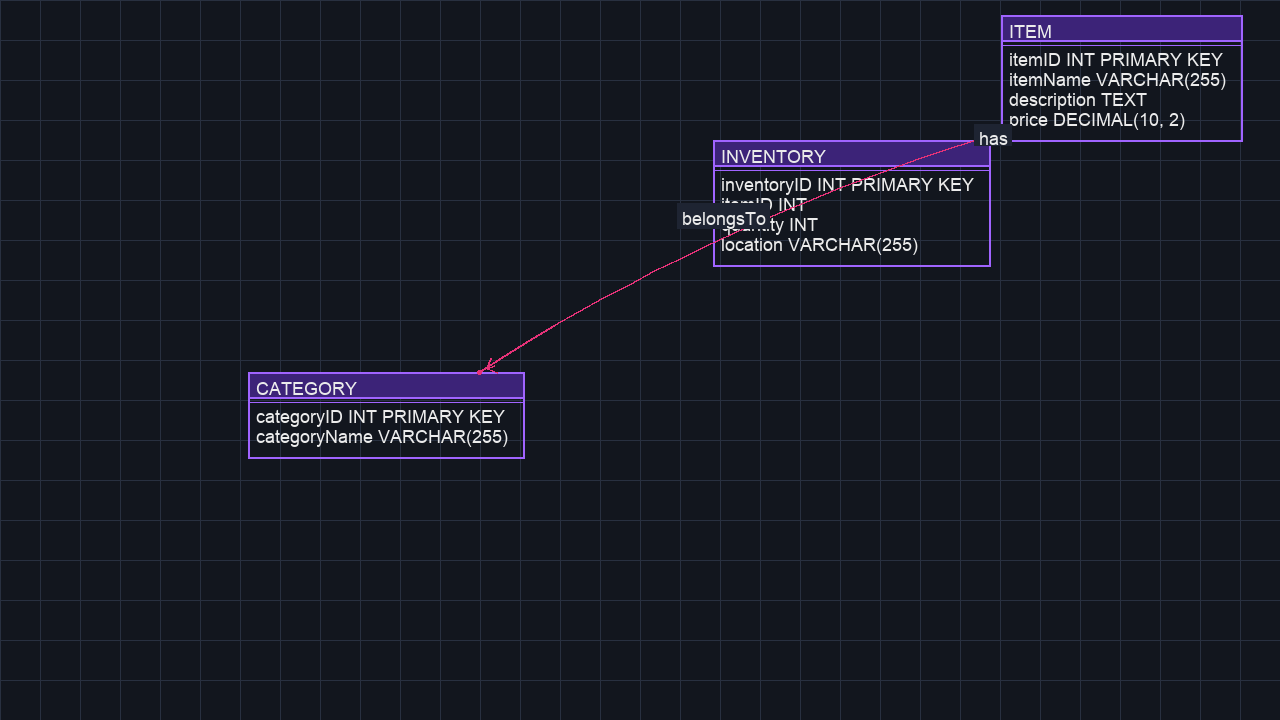 ITEM
itemID INT PRIMARY KEY
itemName VARCHAR(255)
description TEXT
price DECIMAL(10, 2)
has
INVENTORY
inventoryID INT PRIMARY KEY
itemID INT
belongsTo
quantity INT
location VARCHAR(255)
CATEGORY
categoryID INT PRIMARY KEY
categoryName VARCHAR(255)